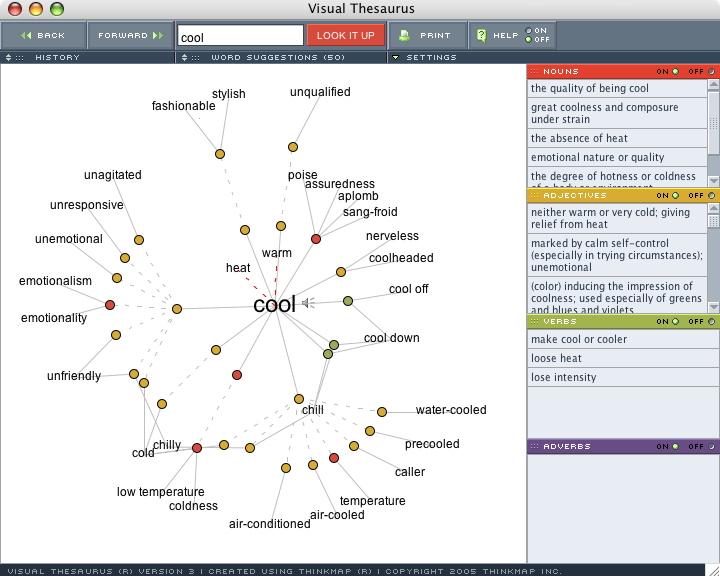 Visual Thesaurus
BACK
FORWARD
cool
LOOK IT UP
PRINT
HELP
ON
OFF
HISTORY
WORD SUGGESTIONS (50)
SETTINGS
stylish
fashionable
unqualified
unagitated
poise
assuredness
aplomb
sang-froid
unresponsive
nerveless
unemotional
warm
coolheaded
heat
emotionalism
cool off
cool
emotionality
cool down
unfriendly
chill
water-cooled
precooled
chilly
cold
caller
low temperature
temperature
coldness
air-cooled
air-conditioned
NOUNS ON OFF
the quality of being cool
great coolness and composure
under strain
the absence of heat
emotional nature or quality
the degree of hotness or coldness
of a body or environment
ADJECTIVES ON OFF
neither warm or very cold; giving
relief from heat
marked by calm self-control
(especially in trying circumstances);
unemotional
(color) inducing the impression of
coolness; used especially of greens
and blues and violets
VERBS ON OFF
make cool or cooler
loose heat
lose intensity
ADVERBS ON OFF
VISUAL THESAURUS (R) VERSION 3 | CREATED USING THINKMAP (R) | COPYRIGHT 2005 THINKMAP INC.